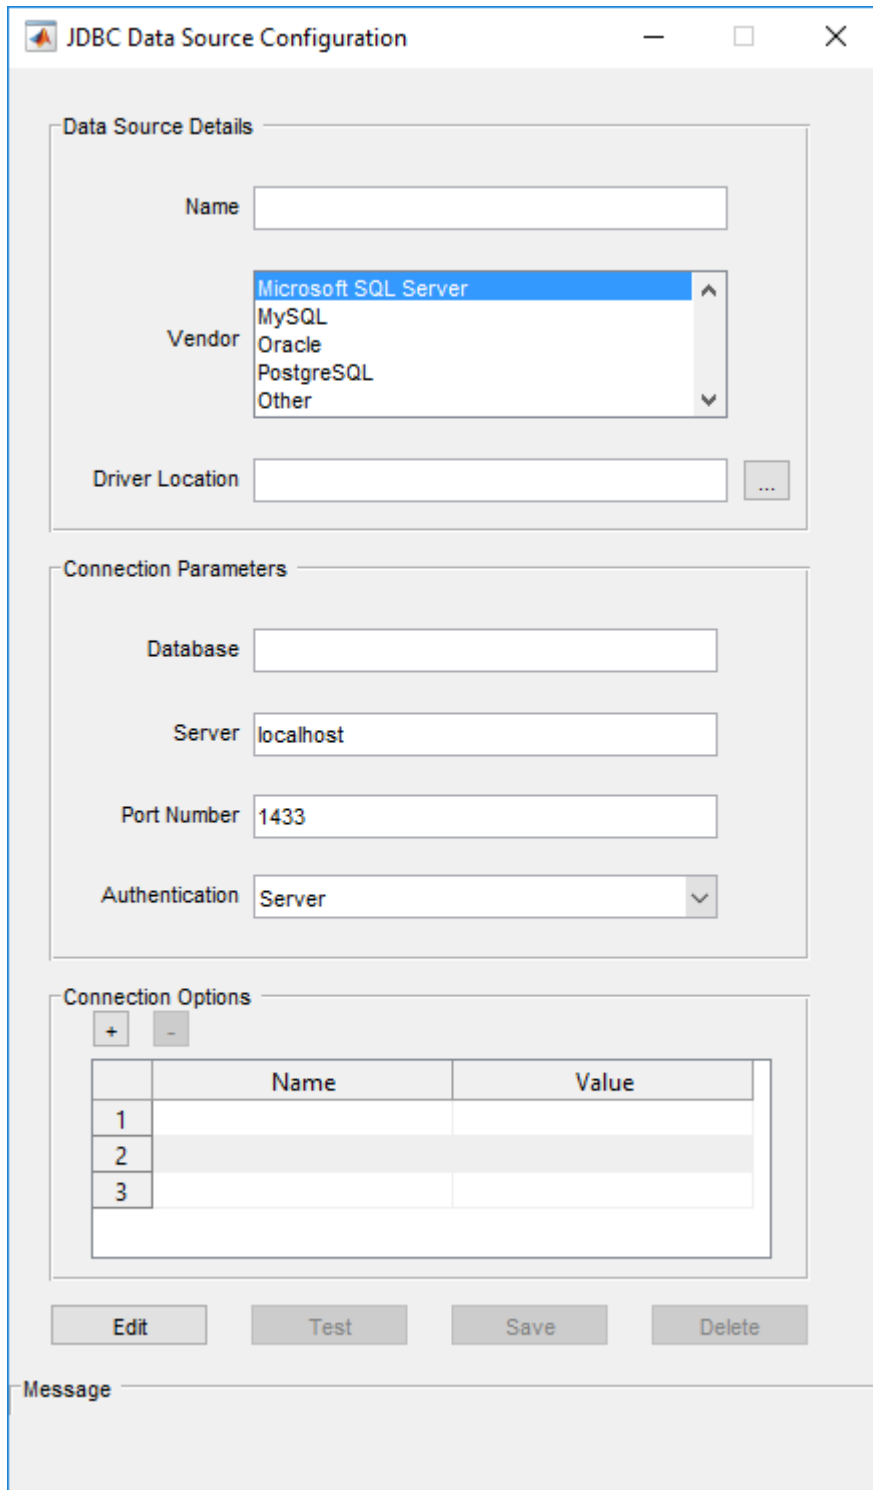 JDBC Data Source Configuration
Data Source Details
Name
Vendor
Microsoft SQL Server
MySQL
Oracle
PostgreSQL
Other
Driver Location
...
Connection Parameters
Database
Server localhost
Port Number 1433
Authentication Server
Connection Options
+ -
Name Value
1
2
3
Edit Test Save Delete
Message